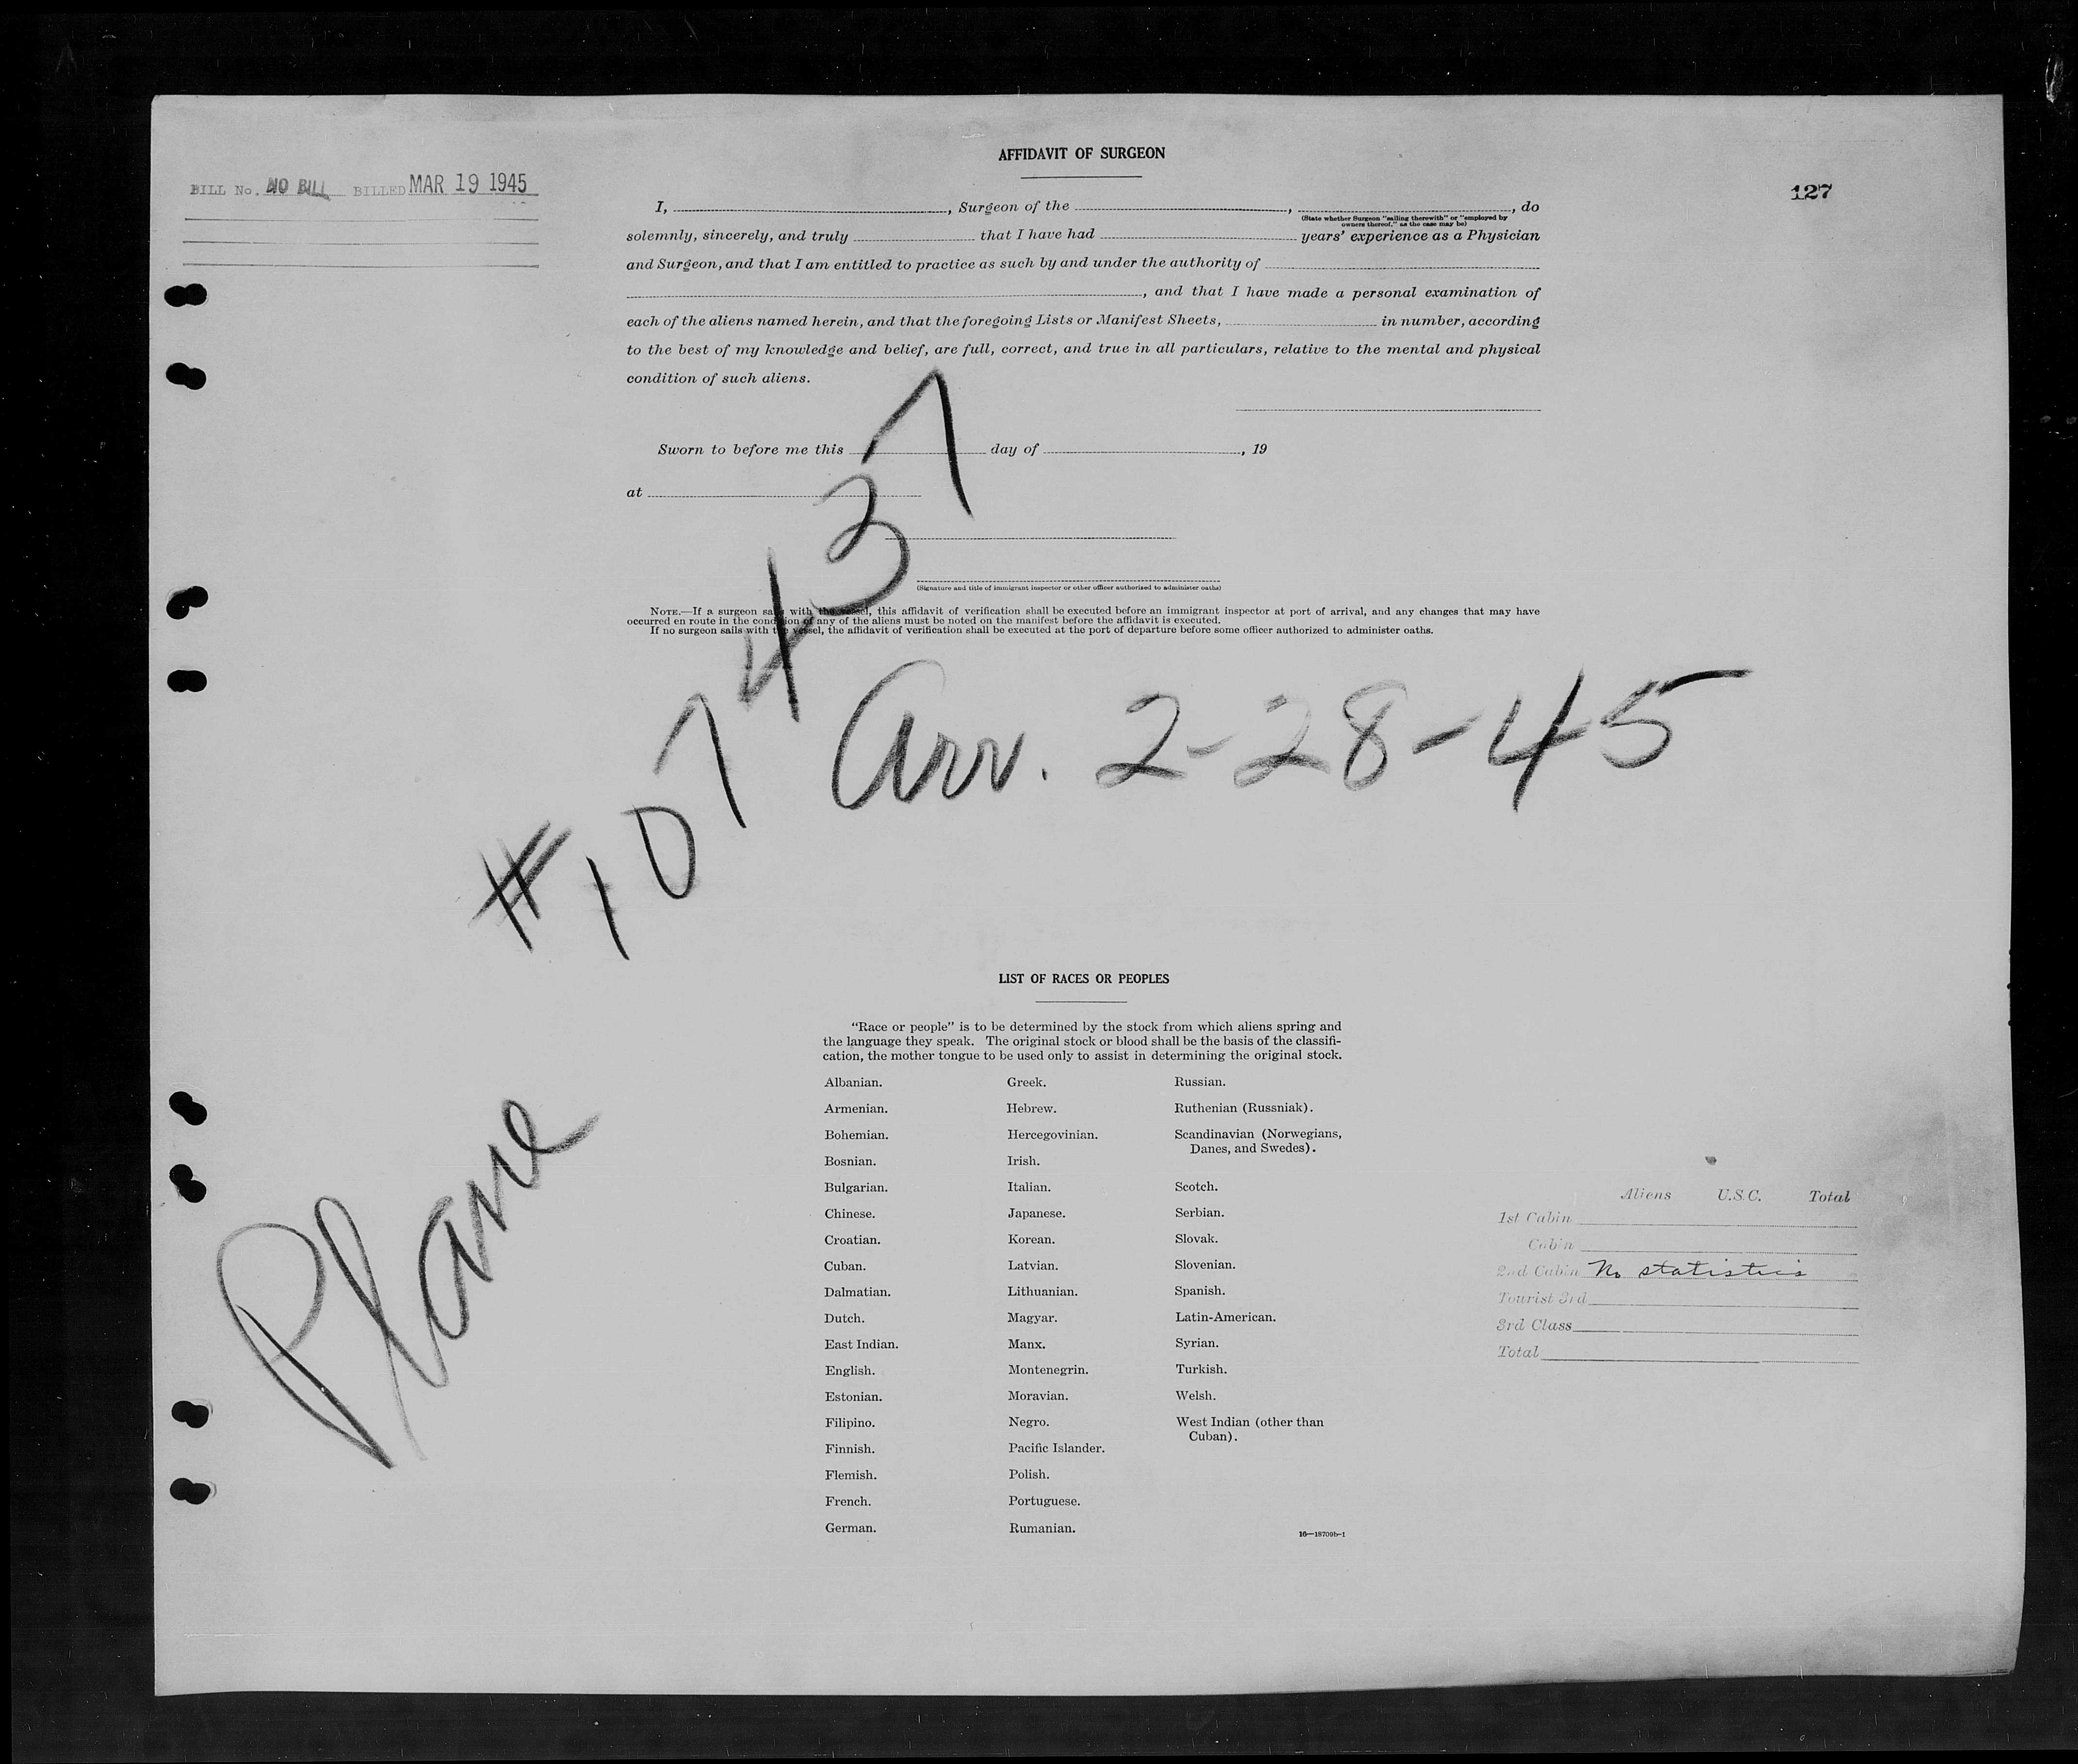 AFFIDAVIT OF SURGEON
BILL No. NO BILL BILLED MAR 19 1945
127
I, , Surgeon of the , , do
(State whether Surgeon "sailing therewith" or "employed by
owners thereof," as the case may be)
solemnly, sincerely, and truly that I have had years' experience as a Physician
and Surgeon, and that I am entitled to practice as such by and under the authority of
, and that I have made a personal examination of
each of the aliens named herein, and that the foregoing Lists or Manifest Sheets, in number, according
to the best of my knowledge and belief, are full, correct, and true in all particulars, relative to the mental and physical
condition of such aliens.
Sworn to before me this day of , 19
at
(Signature and title of immigrant inspector or other officer authorized to administer oaths)
NOTE.—If a surgeon sails with the vessel, this affidavit of verification shall be executed before an immigrant inspector at port of arrival, and any changes that may have
occurred en route in the condition of any of the aliens must be noted on the manifest before the affidavit is executed.
If no surgeon sails with the vessel, the affidavit of verification shall be executed at the port of departure before some officer authorized to administer oaths.
#107437
Arr. 2-28-45
Plane
LIST OF RACES OR PEOPLES
"Race or people" is to be determined by the stock from which aliens spring and
the language they speak. The original stock or blood shall be the basis of the classifi-
cation, the mother tongue to be used only to assist in determining the original stock.
Albanian.
Armenian.
Bohemian.
Bosnian.
Bulgarian.
Chinese.
Croatian.
Cuban.
Dalmatian.
Dutch.
East Indian.
English.
Estonian.
Filipino.
Finnish.
Flemish.
French.
German.
Greek.
Hebrew.
Hercegovinian.
Irish.
Italian.
Japanese.
Korean.
Latvian.
Lithuanian.
Magyar.
Manx.
Montenegrin.
Moravian.
Negro.
Pacific Islander.
Polish.
Portuguese.
Rumanian.
Russian.
Ruthenian (Russniak).
Scandinavian (Norwegians,
Danes, and Swedes).
Scotch.
Serbian.
Slovak.
Slovenian.
Spanish.
Latin-American.
Syrian.
Turkish.
Welsh.
West Indian (other than
Cuban).
16—18709b-1
Aliens U.S.C. Total
1st Cabin
Cabin
2nd Cabin No statistics
Tourist 3rd
3rd Class
Total